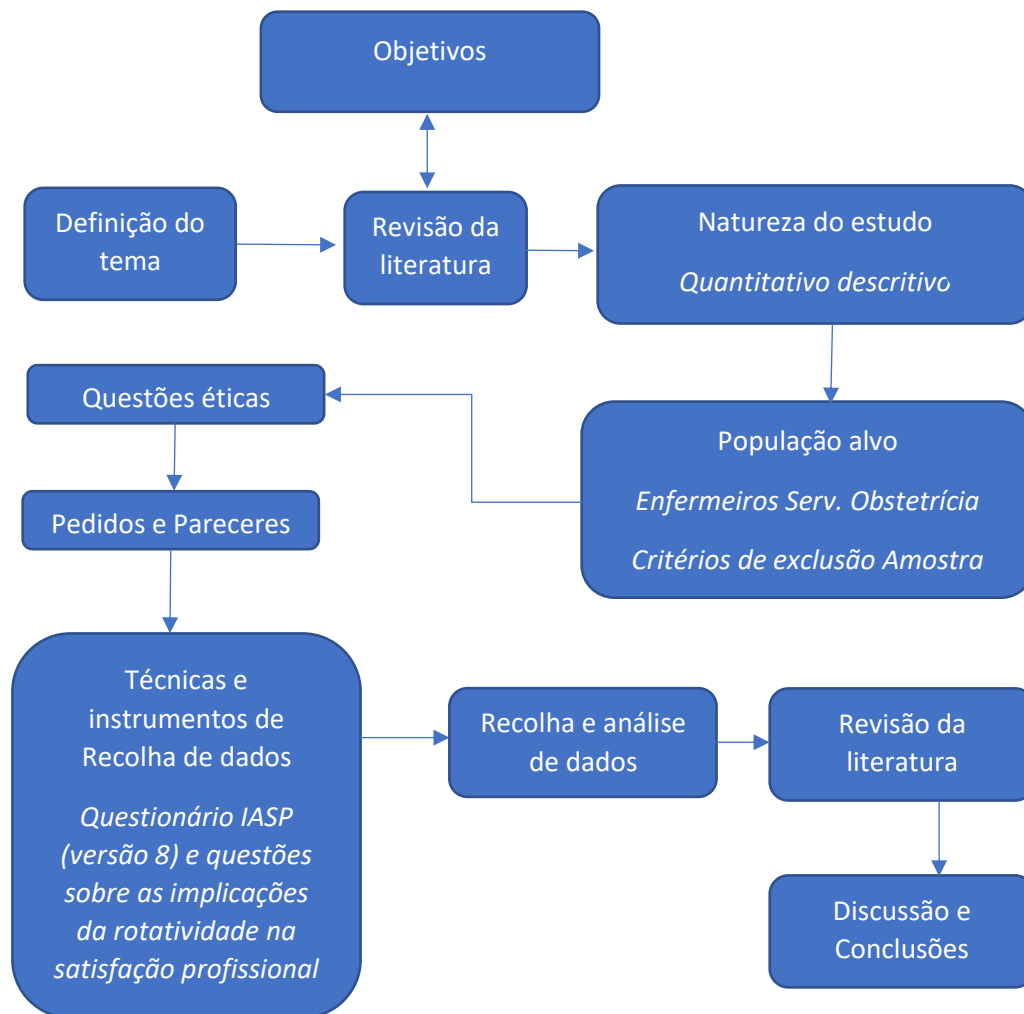 Objetivos
Definição do
tema
Revisão da
literatura
Natureza do estudo
Quantitativo descritivo
População alvo
Enfermeiros Serv. Obstetrícia
Critérios de exclusão Amostra
Questões éticas
Pedidos e Pareceres
Técnicas e
instrumentos de
Recolha de dados
Questionário IASP
(versão 8) e questões
sobre as implicações
da rotatividade na
satisfação profissional
Recolha e análise
de dados
Revisão da
literatura
Discussão e
Conclusões